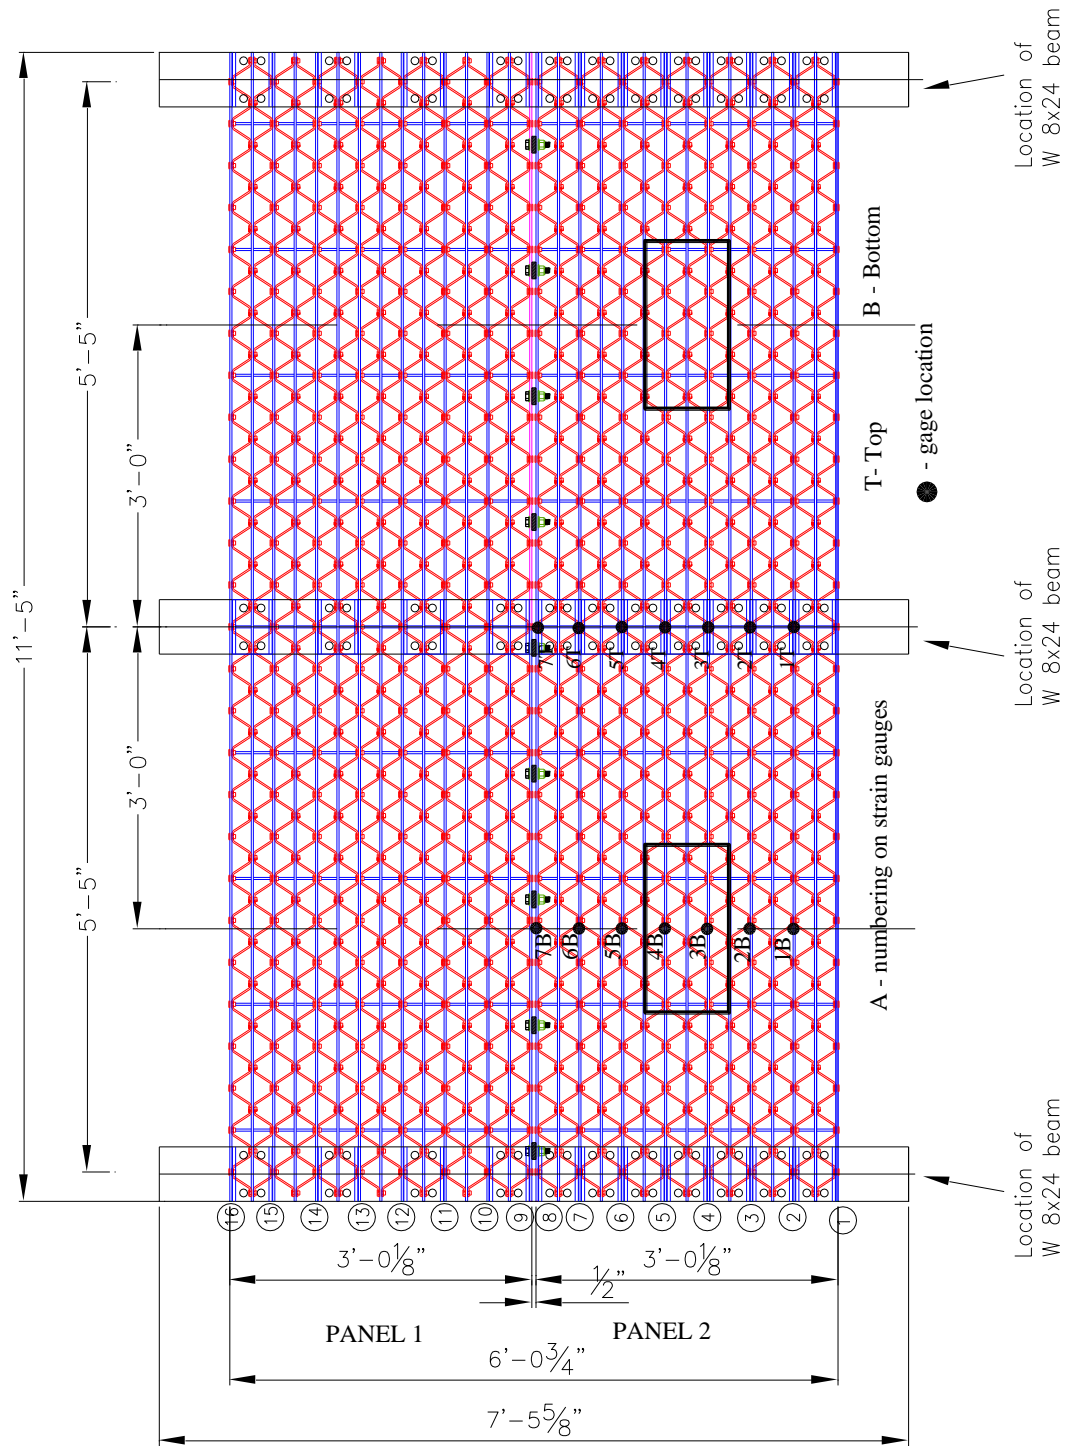 Location of
W 8x24 beam
Location of
W 8x24 beam
Location of
W 8x24 beam
11'-5"
5'-5"
5'-5"
3'-0"
3'-0"
B - Bottom
T- Top
- gage location
A - numbering on strain gauges
7T
6T
5T
4T
3T
2T
1T
7B
6B
5B
4B
3B
2B
1B
16
15
14
13
12
11
10
9
8
7
6
5
4
3
2
1
3'-0⅛"
3'-0⅛"
½"
PANEL 1
PANEL 2
6'-0¾"
7'-5⅝"